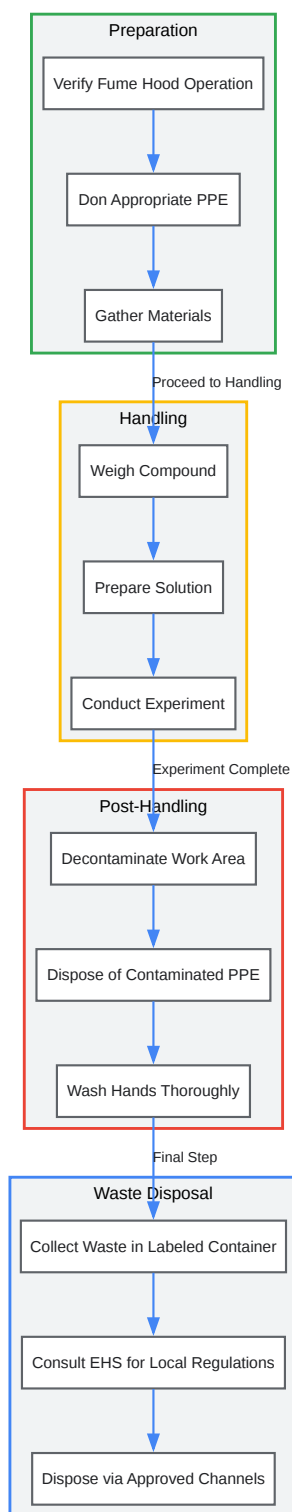 Preparation
Verify Fume Hood Operation
Don Appropriate PPE
Gather Materials
Proceed to Handling
Handling
Weigh Compound
Prepare Solution
Conduct Experiment
Experiment Complete
Post-Handling
Decontaminate Work Area
Dispose of Contaminated PPE
Wash Hands Thoroughly
Final Step
Waste Disposal
Collect Waste in Labeled Container
Consult EHS for Local Regulations
Dispose via Approved Channels